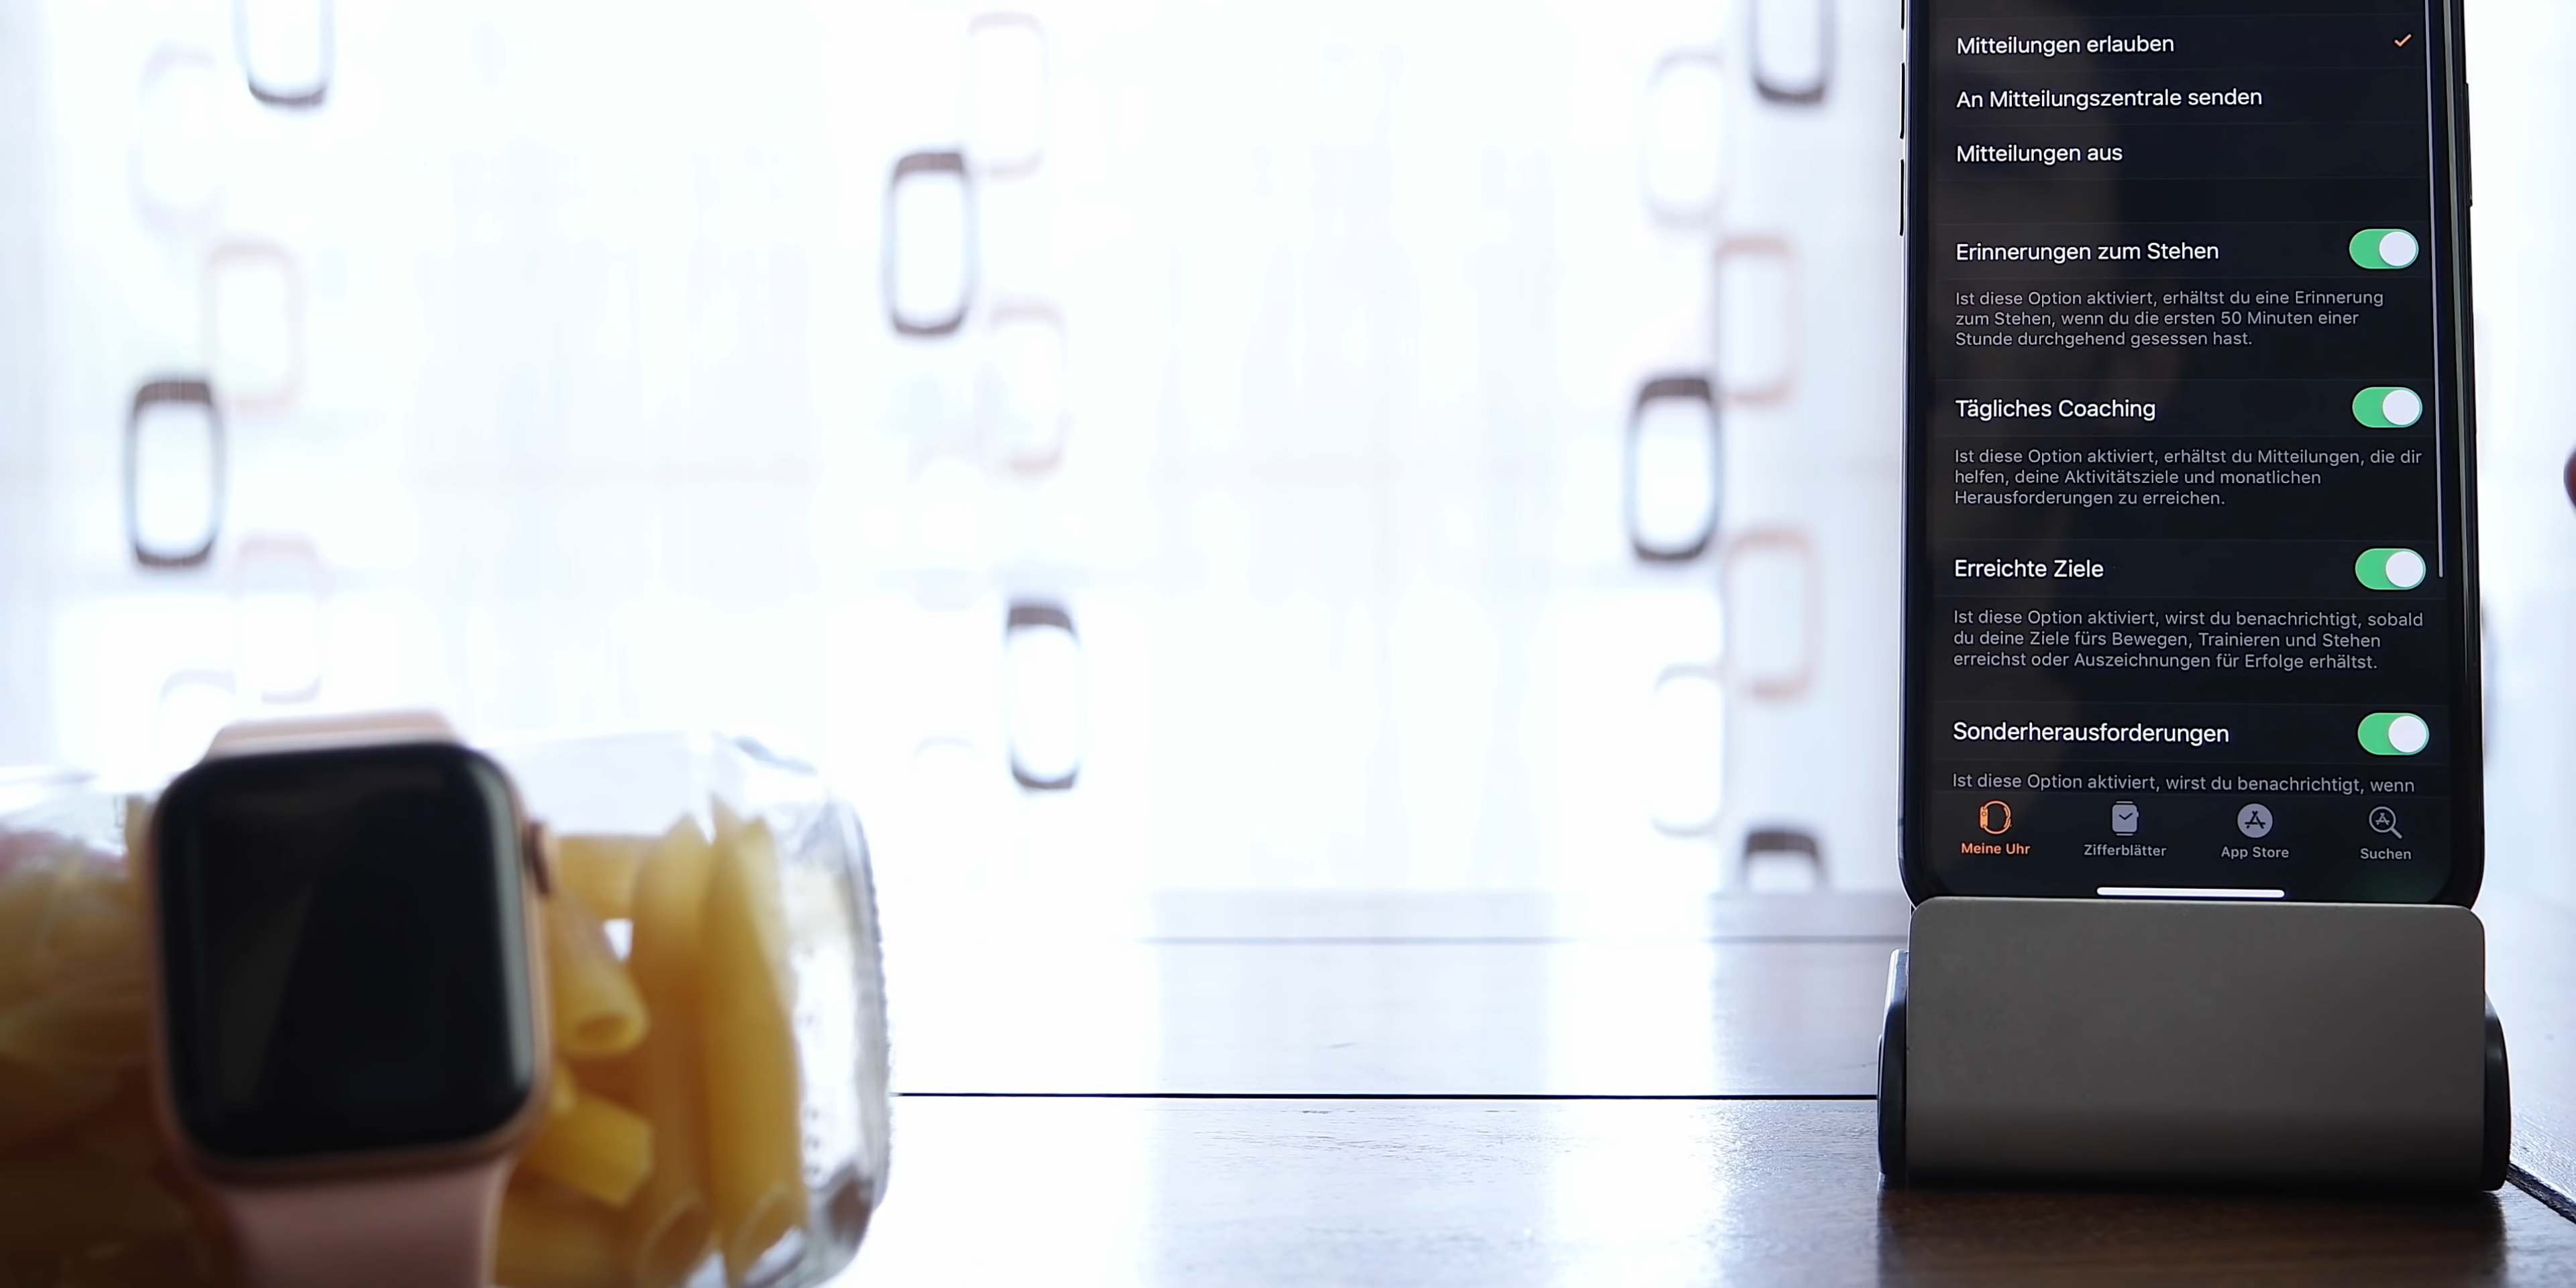 Mitteilungen erlauben
An Mitteilungszentrale senden
Mitteilungen aus
Erinnerungen zum Stehen
Ist diese Option aktiviert, erhältst du eine Erinnerung
zum Stehen, wenn du die ersten 50 Minuten einer
Stunde durchgehend gesessen hast.
Tägliches Coaching
Ist diese Option aktiviert, erhältst du Mitteilungen, die dir
helfen, deine Aktivitätsziele und monatlichen
Herausforderungen zu erreichen.
Erreichte Ziele
Ist diese Option aktiviert, wirst du benachrichtigt, sobald
du deine Ziele fürs Bewegen, Trainieren und Stehen
erreichst oder Auszeichnungen für Erfolge erhältst.
Sonderherausforderungen
Ist diese Option aktiviert, wirst du benachrichtigt, wenn
Meine Uhr Zifferblätter App Store Suchen